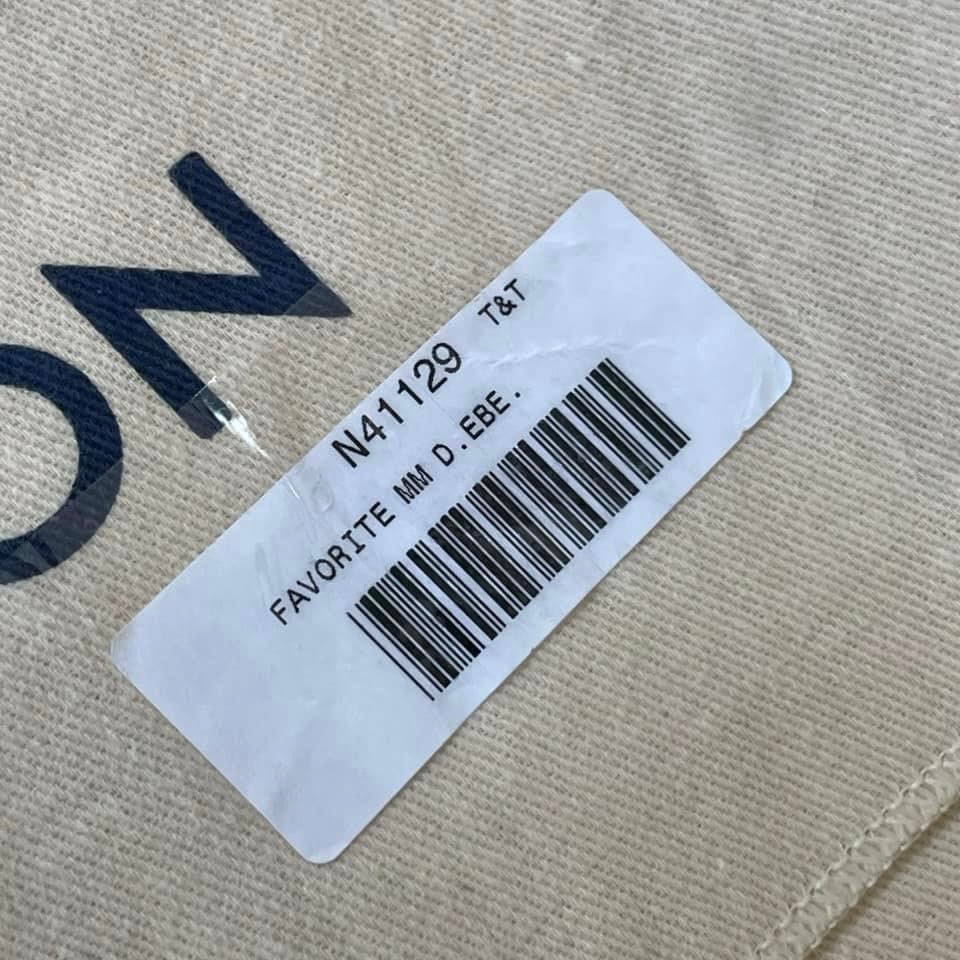 ON
N41129 T&T
FAVORITE MM D.EBE.